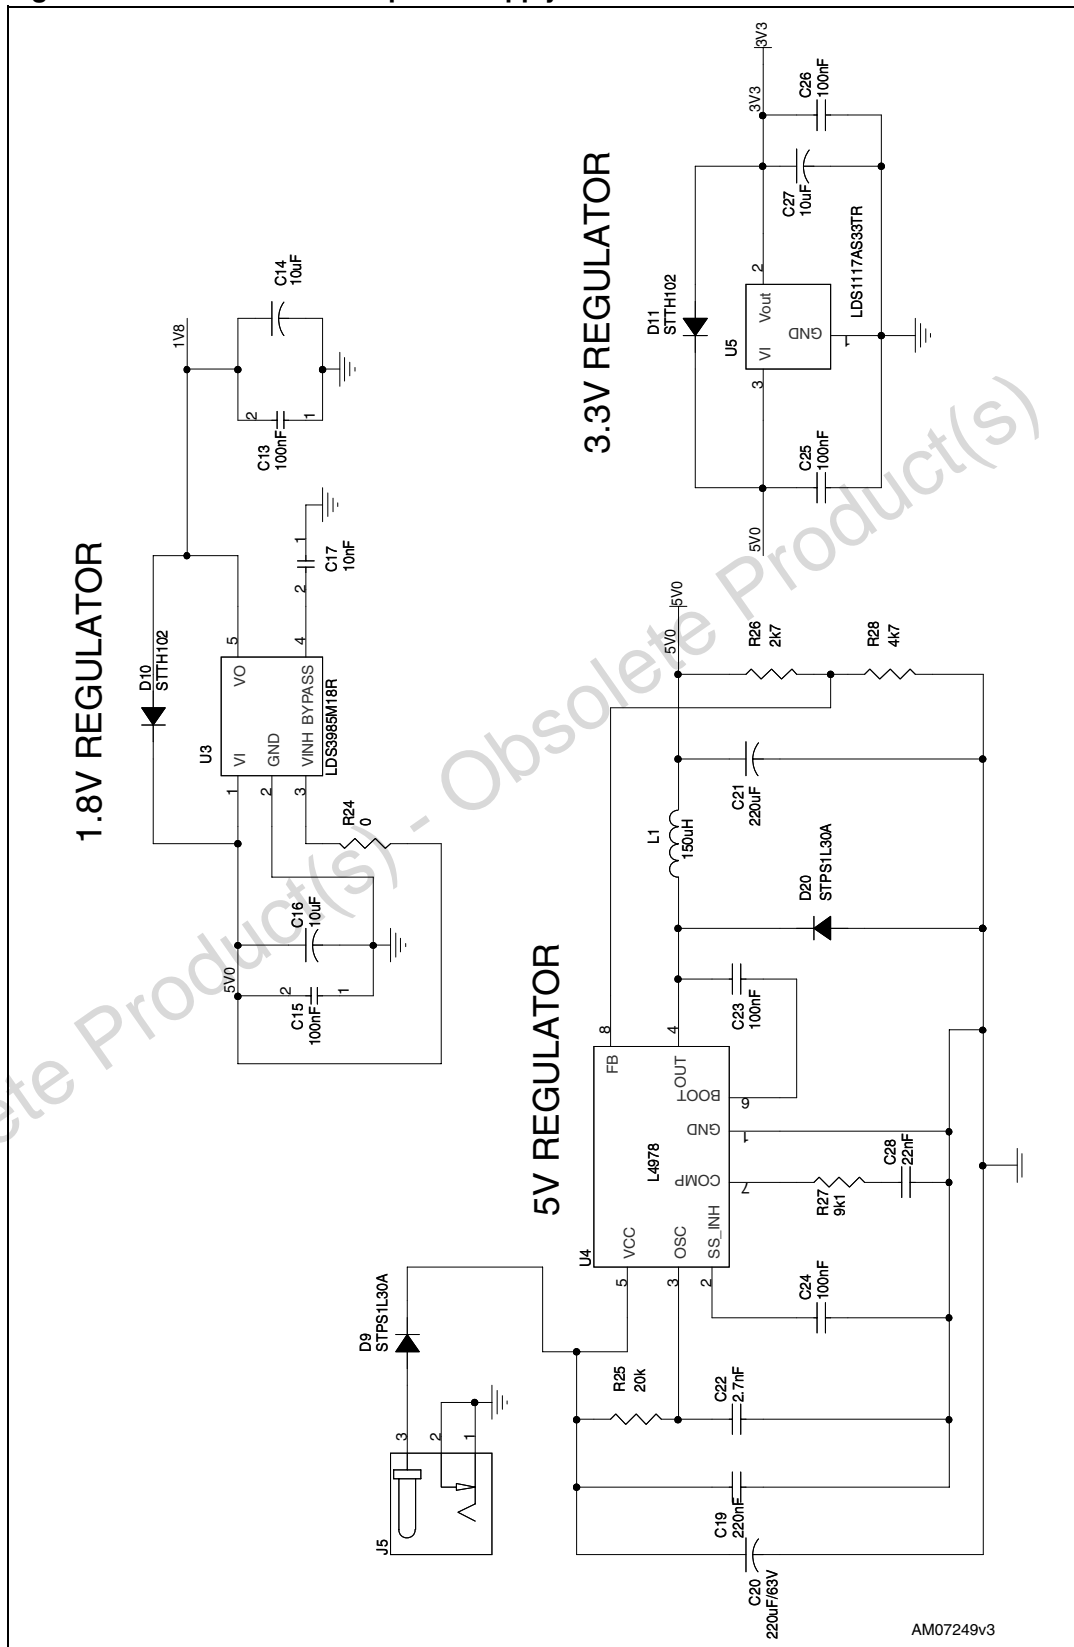 3.3V REGULATOR
5V0
C25
100nF
D11
STTH102
U5
3
VI
Vout
2
GND
1
LDS1117AS33TR
C27
10uF
C26
100nF
3V3
3V3
1.8V REGULATOR
5V0
C15
100nF
2
1
C16
10uF
D10
STTH102
U3
1
VI
VO
5
2
GND
3
VINH
BYPASS
4
LDS3985M18R
R24
0
C17
10nF
2
1
1V8
C13
100nF
2
1
C14
10uF
5V REGULATOR
J5
3
2
1
D9
STPS1L30A
C20
220uF/63V
C19
220nF
R25
20k
C22
2.7nF
C24
100nF
U4
5
VCC
3
OSC
2
SS_INH
L4978
FB
8
OUT
4
BOOT
6
GND
1
COMP
7
R27
9k1
C28
22nF
C23
100nF
D20
STPS1L30A
L1
150uH
C21
220uF
5V0
5V0
R26
2k7
R28
4k7
AM07249v3
ete Product(s) - Obsolete Product(s)